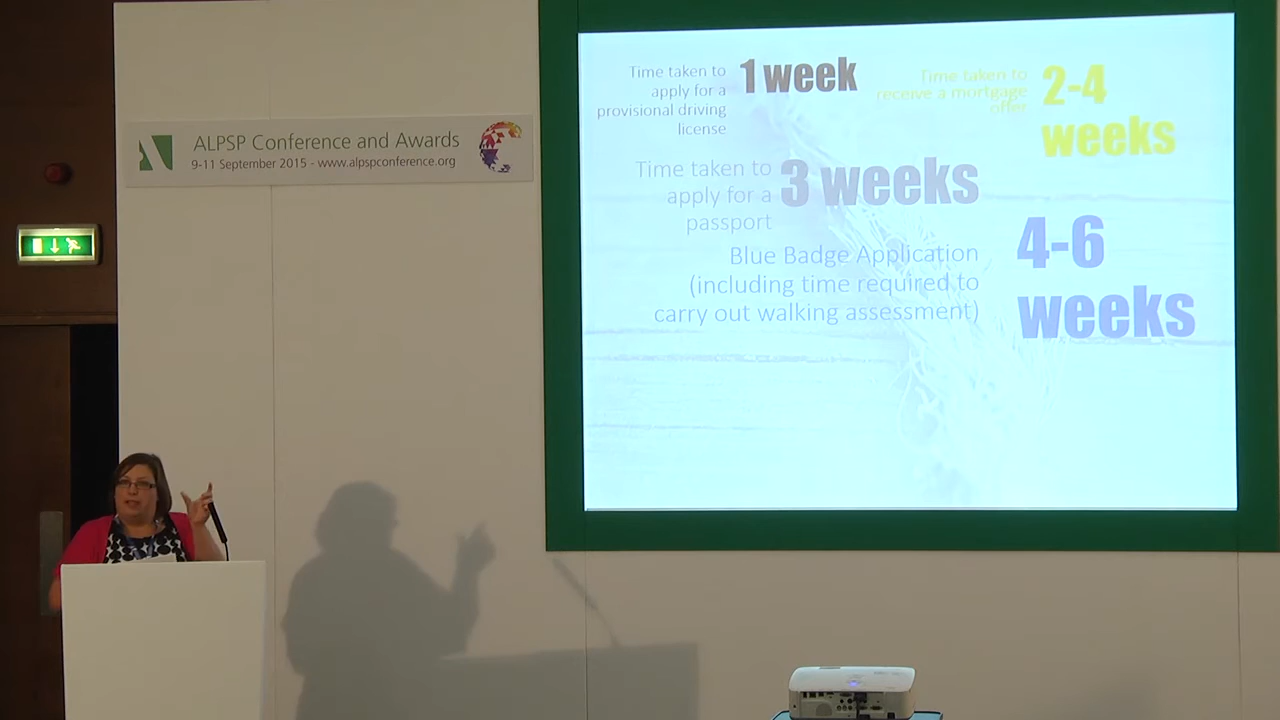 ALPSP Conference and Awards
9-11 September 2015 - www.alpspconference.org
Time taken to
apply for a
provisional driving
license
1 week
Time taken to
receive a mortgage
offer
2-4
weeks
Time taken to
apply for a
passport
3 weeks
Blue Badge Application
(including time required to
carry out walking assessment)
4-6
weeks